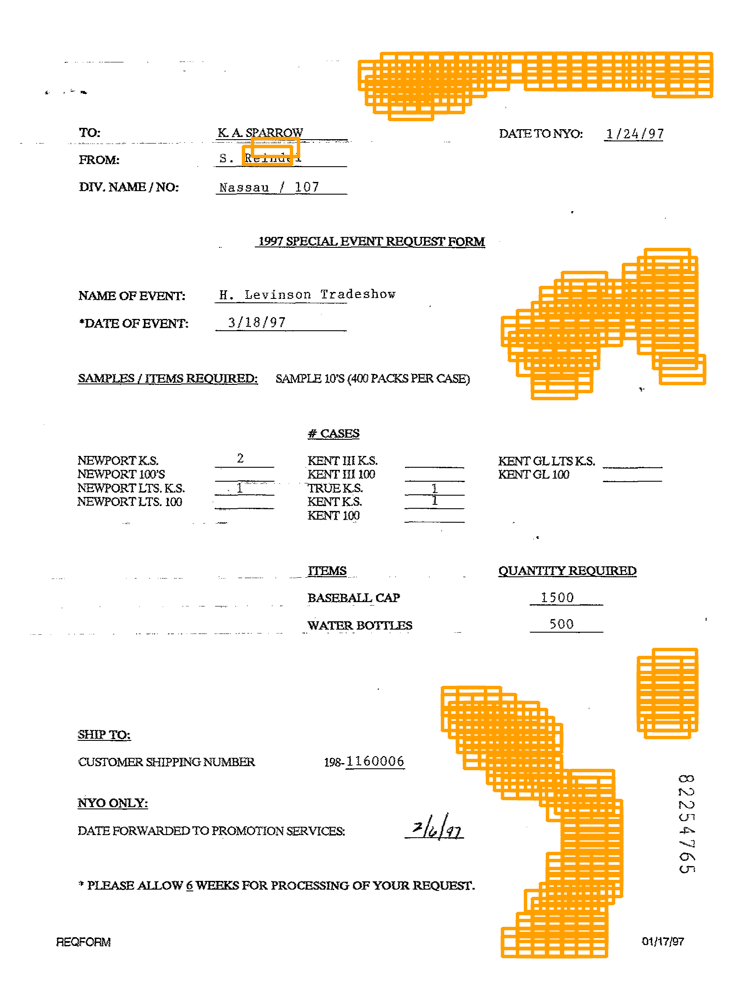 TO: K. A. SPARROW DATE TO NYO: 1/24/97
FROM: S.
DIV. NAME / NO: Nassau / 107
1997 SPECIAL EVENT REQUEST FORM
NAME OF EVENT: H. Levinson Tradeshow
*DATE OF EVENT: 3/18/97
SAMPLES / ITEMS REQUIRED: SAMPLE 10'S (400 PACKS PER CASE)
# CASES
NEWPORT K.S. 2 KENT III K.S. KENT GL LTS K.S.
NEWPORT 100'S KENT III 100 KENT GL 100
NEWPORT LTS. K.S. 1 TRUE K.S. 1
NEWPORT LTS. 100 KENT K.S. 1
KENT 100
ITEMS QUANTITY REQUIRED
BASEBALL CAP 1500
WATER BOTTLES 500
SHIP TO:
CUSTOMER SHIPPING NUMBER 198-1160006
NYO ONLY:
DATE FORWARDED TO PROMOTION SERVICES: 2/6/97
* PLEASE ALLOW 6 WEEKS FOR PROCESSING OF YOUR REQUEST.
82254765
REQFORM 01/17/97